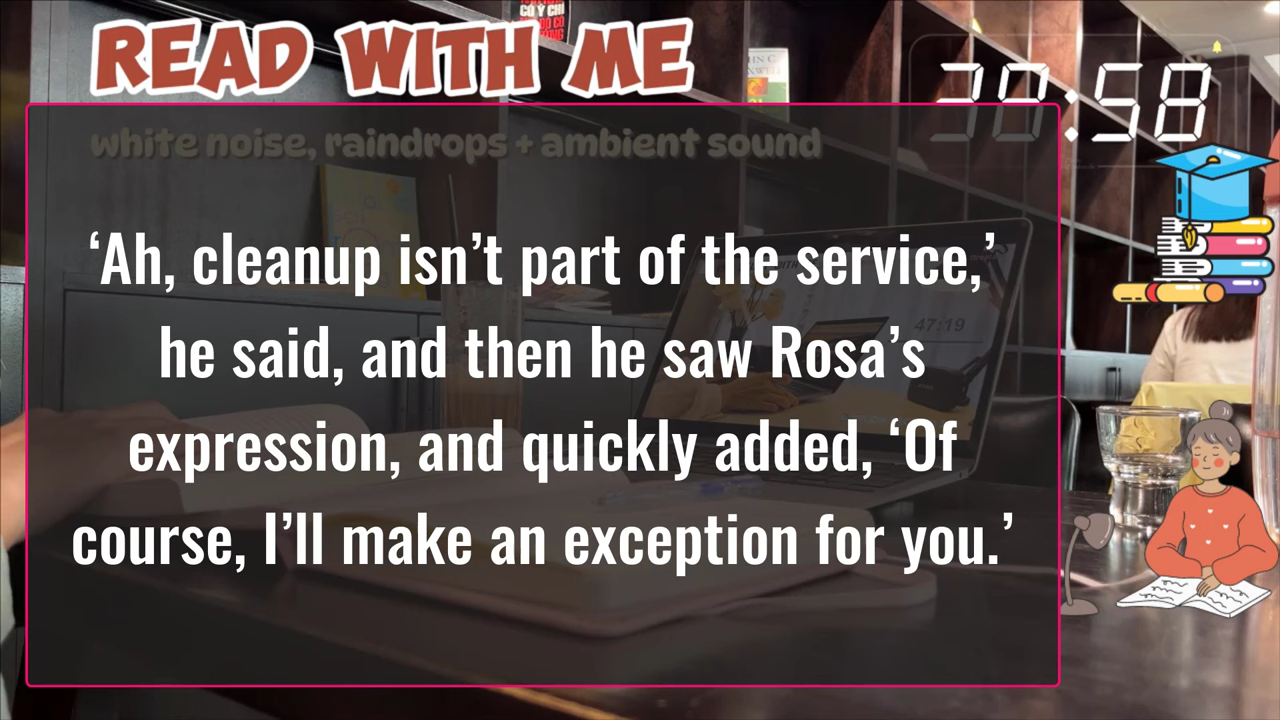 READ WITH ME
38:58
white noise, raindrops + ambient sound
‘Ah, cleanup isn’t part of the service,’
he said, and then he saw Rosa’s
expression, and quickly added, ‘Of
course, I’ll make an exception for you.’
47:19